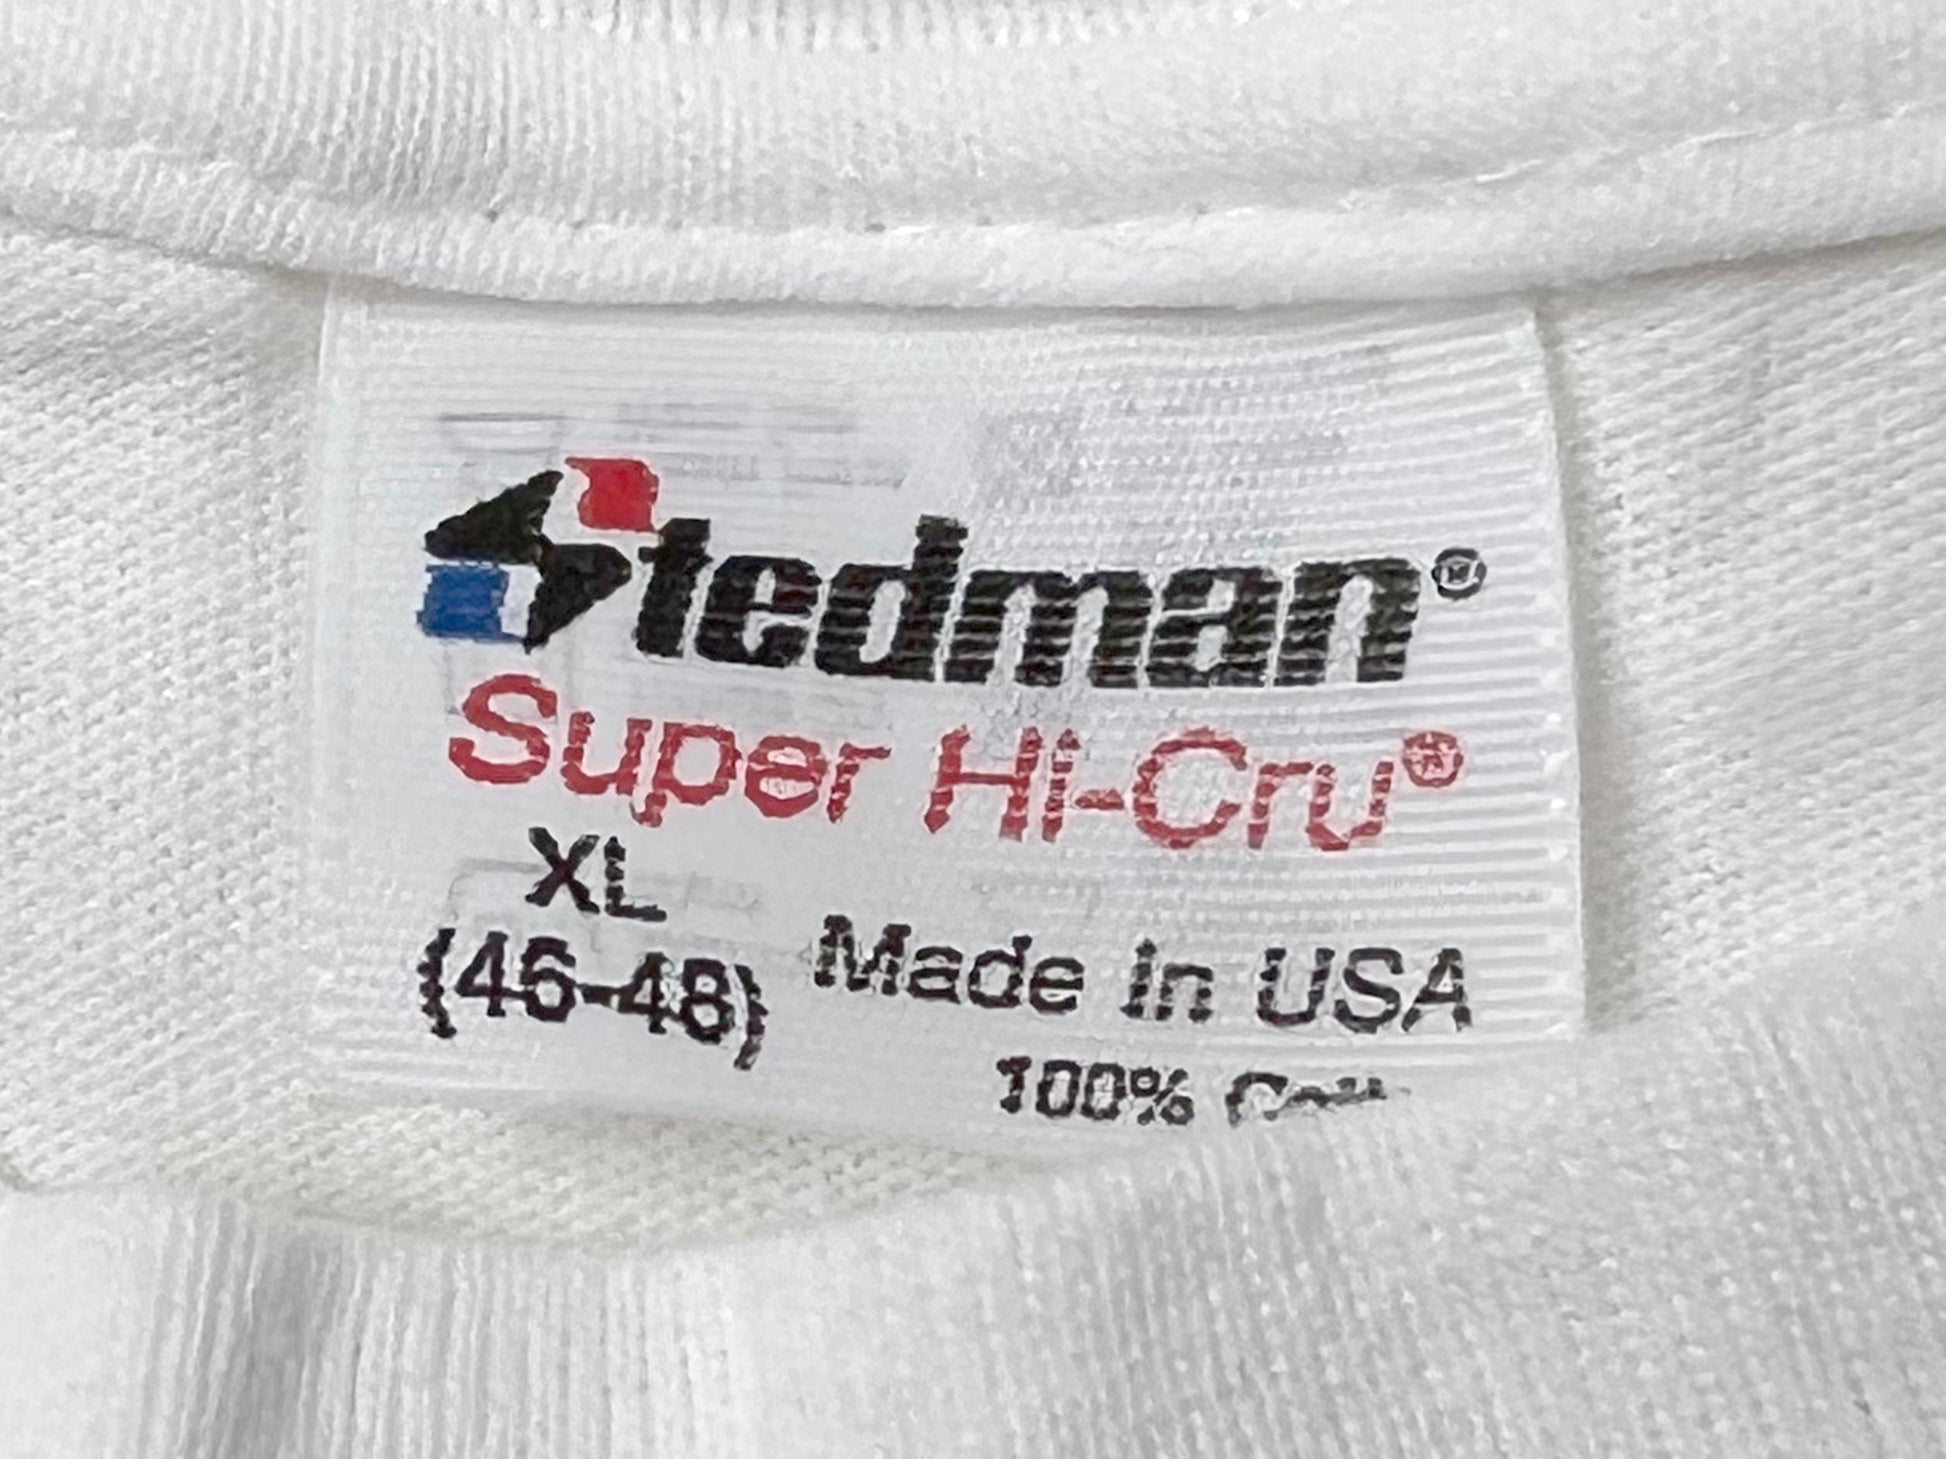 Stedman®
Super Hi-Cru®
XL
(46-48)
Made in USA
100%